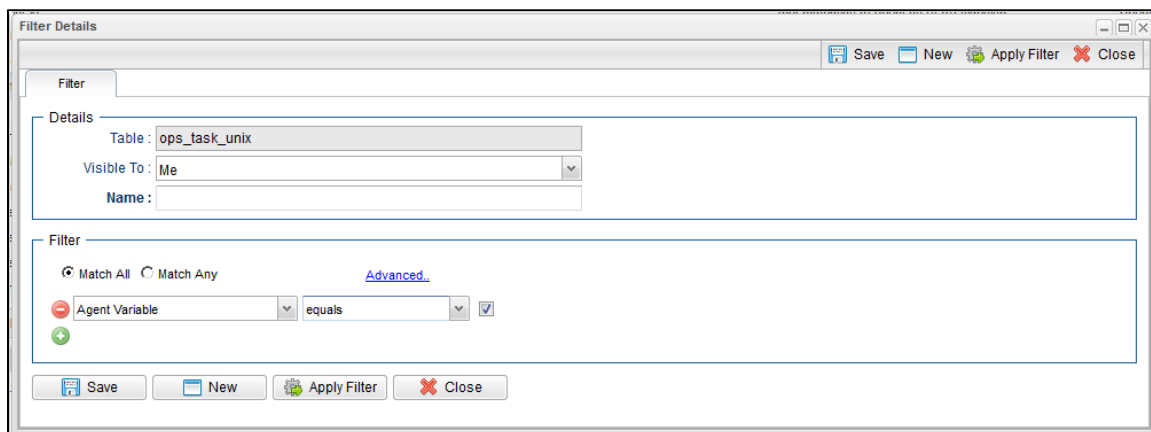 Filter Details
Save New Apply Filter Close
Filter
Details
Table : ops_task_unix
Visible To : Me
Name :
Filter
Match All Match Any Advanced..
Agent Variable equals
Save New Apply Filter Close